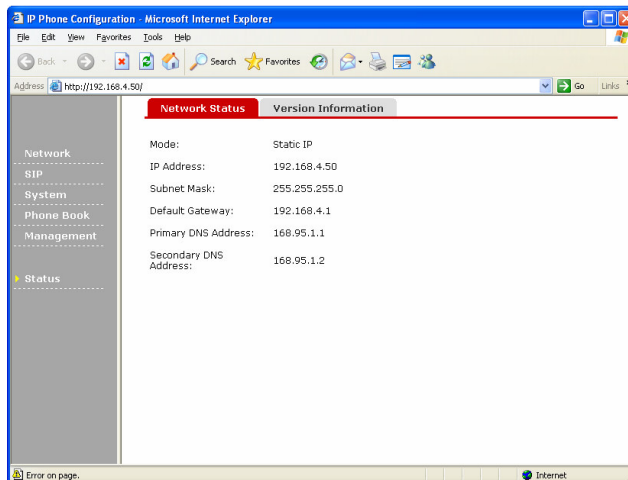 IP Phone Configuration - Microsoft Internet Explorer
File Edit View Favorites Tools Help
Back Search Favorites
Address http://192.168.4.50/ Go Links
Network Status Version Information
Network
SIP
System
Phone Book
Management
Status
Mode: Static IP
IP Address: 192.168.4.50
Subnet Mask: 255.255.255.0
Default Gateway: 192.168.4.1
Primary DNS Address: 168.95.1.1
Secondary DNS
Address: 168.95.1.2
Error on page. Internet